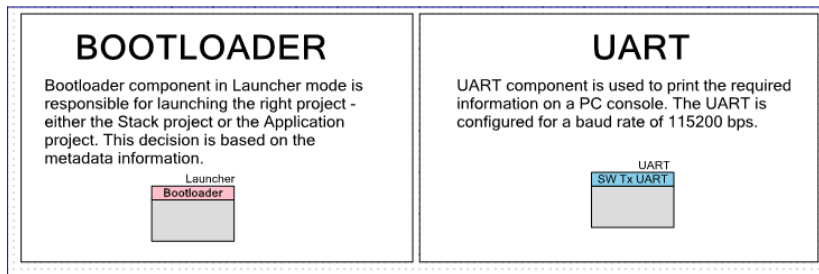 BOOTLOADER
Bootloader component in Launcher mode is
responsible for launching the right project -
either the Stack project or the Application
project. This decision is based on the
metadata information.
Launcher
Bootloader
UART
UART component is used to print the required
information on a PC console. The UART is
configured for a baud rate of 115200 bps.
UART
SW Tx UART